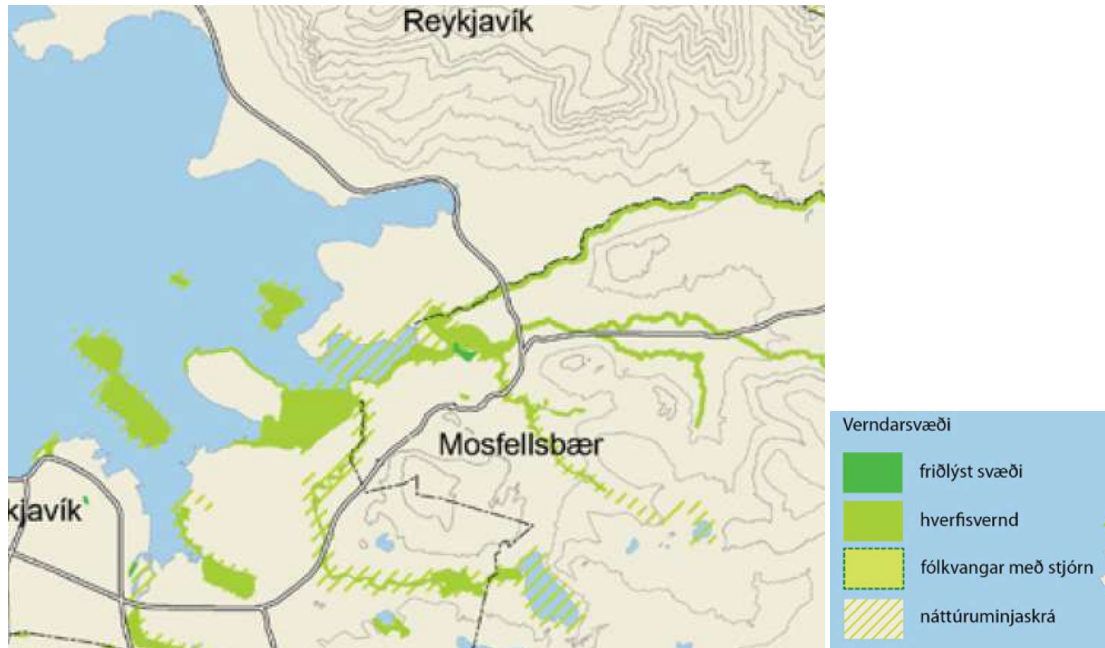 Reykjavík
Mosfellsbær
kjavík
Verndarsvæði
friðlýst svæði
hverfisvernd
fólkvangar með stjórn
náttúruminjaskrá